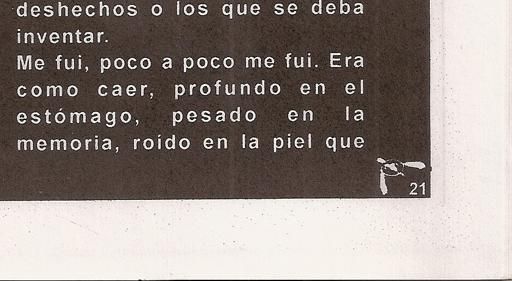 deshechos o los que se deba
inventar.
Me fui, poco a poco me fui. Era
como caer, profundo en el
estómago, pesado en la
memoria, roído en la piel que
21